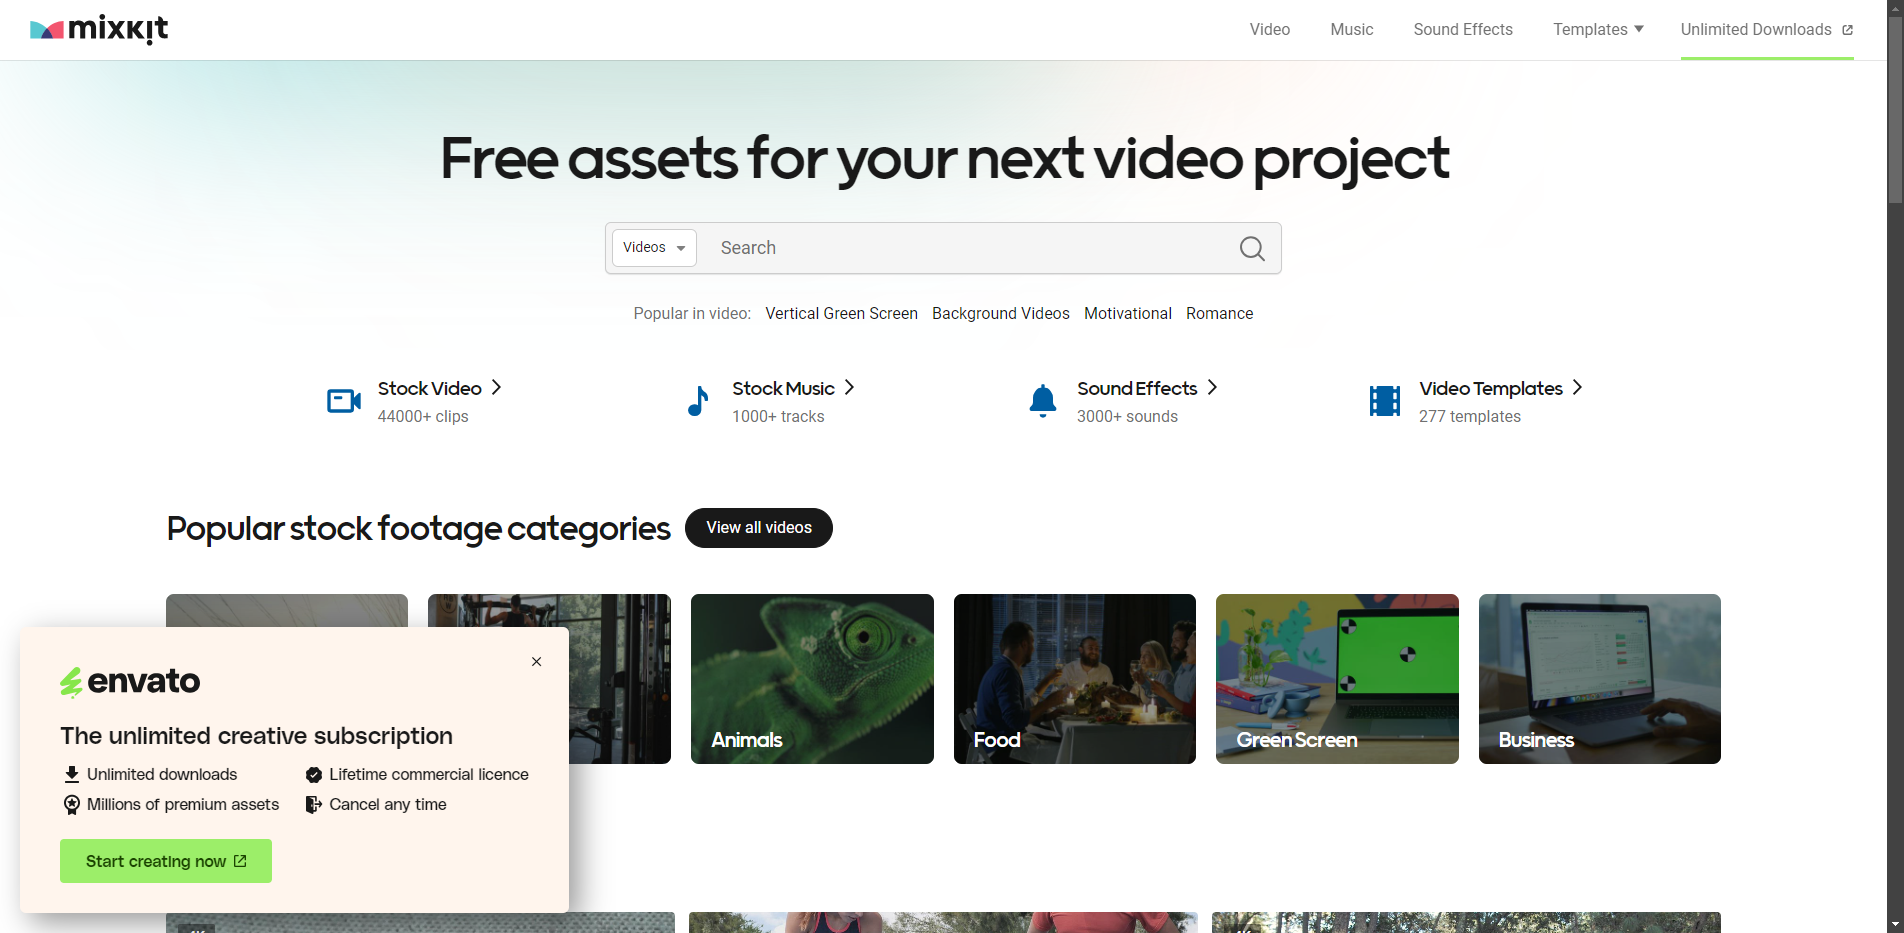 mixkit
Video
Music
Sound Effects
Templates
Unlimited Downloads
Free assets for your next video project
Videos
Search
Popular in video:
Vertical Green Screen
Background Videos
Motivational
Romance
Stock Video
44000+ clips
Stock Music
1000+ tracks
Sound Effects
3000+ sounds
Video Templates
277 templates
Popular stock footage categories
View all videos
Animals
Food
Green Screen
Business
envato
The unlimited creative subscription
Unlimited downloads
Lifetime commercial licence
Millions of premium assets
Cancel any time
Start creating now